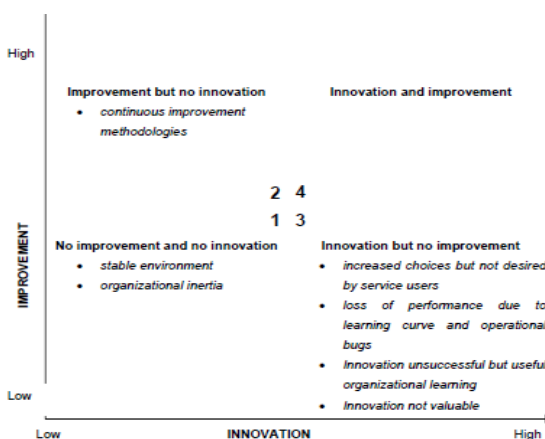 High
Improvement but no innovation
• continuous improvement
methodologies
Innovation and improvement
2 4
1 3
No improvement and no innovation
• stable environment
• organizational inertia
Innovation but no improvement
• increased choices but not desired
by service users
• loss of performance due to
learning curve and operational
bugs
• Innovation unsuccessful but useful
organizational learning
• Innovation not valuable
IMPROVEMENT
Low
Low
INNOVATION
High